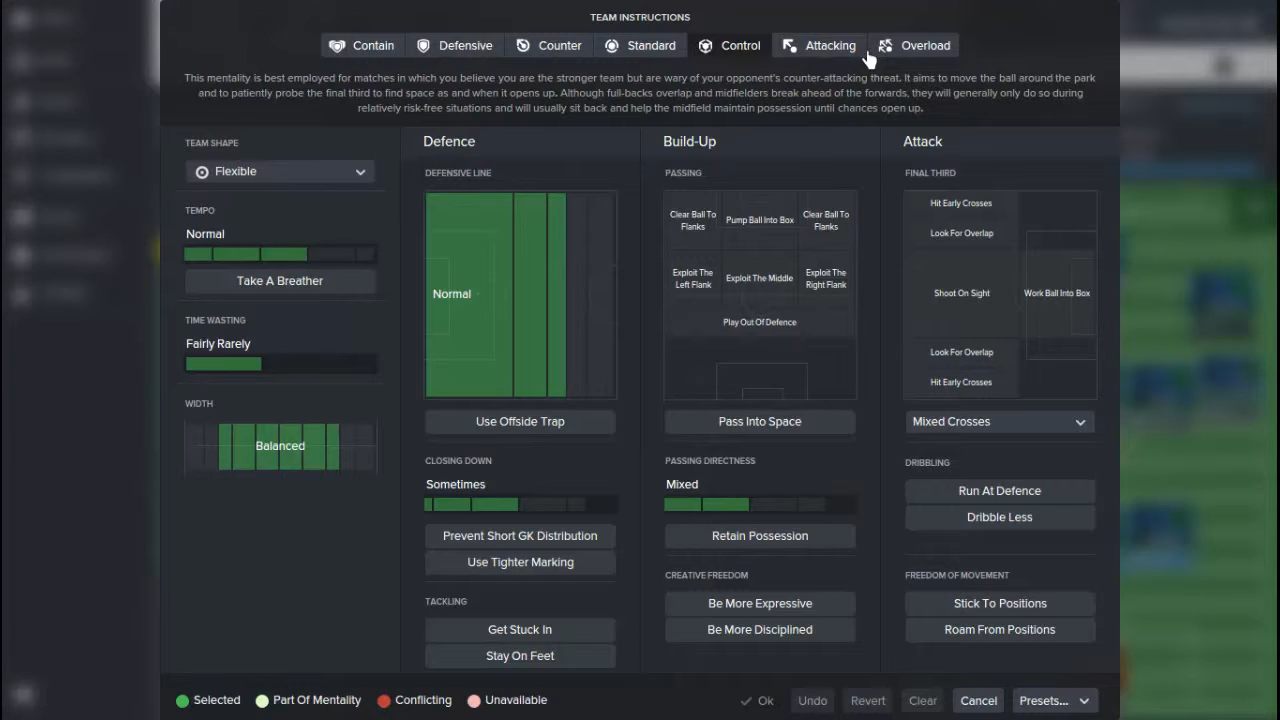 TEAM INSTRUCTIONS
Contain
Defensive
Counter
Standard
Control
Attacking
Overload
This mentality is best employed for matches in which you believe you are the stronger team but are wary of your opponent's counter-attacking threat. It aims to move the ball around the park
and to patiently probe the final third to find space as and when it opens up. Although full-backs overlap and midfielders break ahead of the forwards, they will generally only do so during
relatively risk-free situations and will usually sit back and help the midfield maintain possession until chances open up.
TEAM SHAPE
Flexible
TEMPO
Normal
Take A Breather
TIME WASTING
Fairly Rarely
WIDTH
Balanced
Defence
DEFENSIVE LINE
Normal
Use Offside Trap
CLOSING DOWN
Sometimes
Prevent Short GK Distribution
Use Tighter Marking
TACKLING
Get Stuck In
Stay On Feet
Build-Up
PASSING
Clear Ball To
Flanks
Pump Ball Into Box
Clear Ball To
Flanks
Exploit The
Left Flank
Exploit The Middle
Exploit The
Right Flank
Play Out Of Defence
Pass Into Space
PASSING DIRECTNESS
Mixed
Retain Possession
CREATIVE FREEDOM
Be More Expressive
Be More Disciplined
Attack
FINAL THIRD
Hit Early Crosses
Look For Overlap
Shoot On Sight
Work Ball Into Box
Look For Overlap
Hit Early Crosses
Mixed Crosses
DRIBBLING
Run At Defence
Dribble Less
FREEDOM OF MOVEMENT
Stick To Positions
Roam From Positions
Selected
Part Of Mentality
Conflicting
Unavailable
Ok
Undo
Revert
Clear
Cancel
Presets...